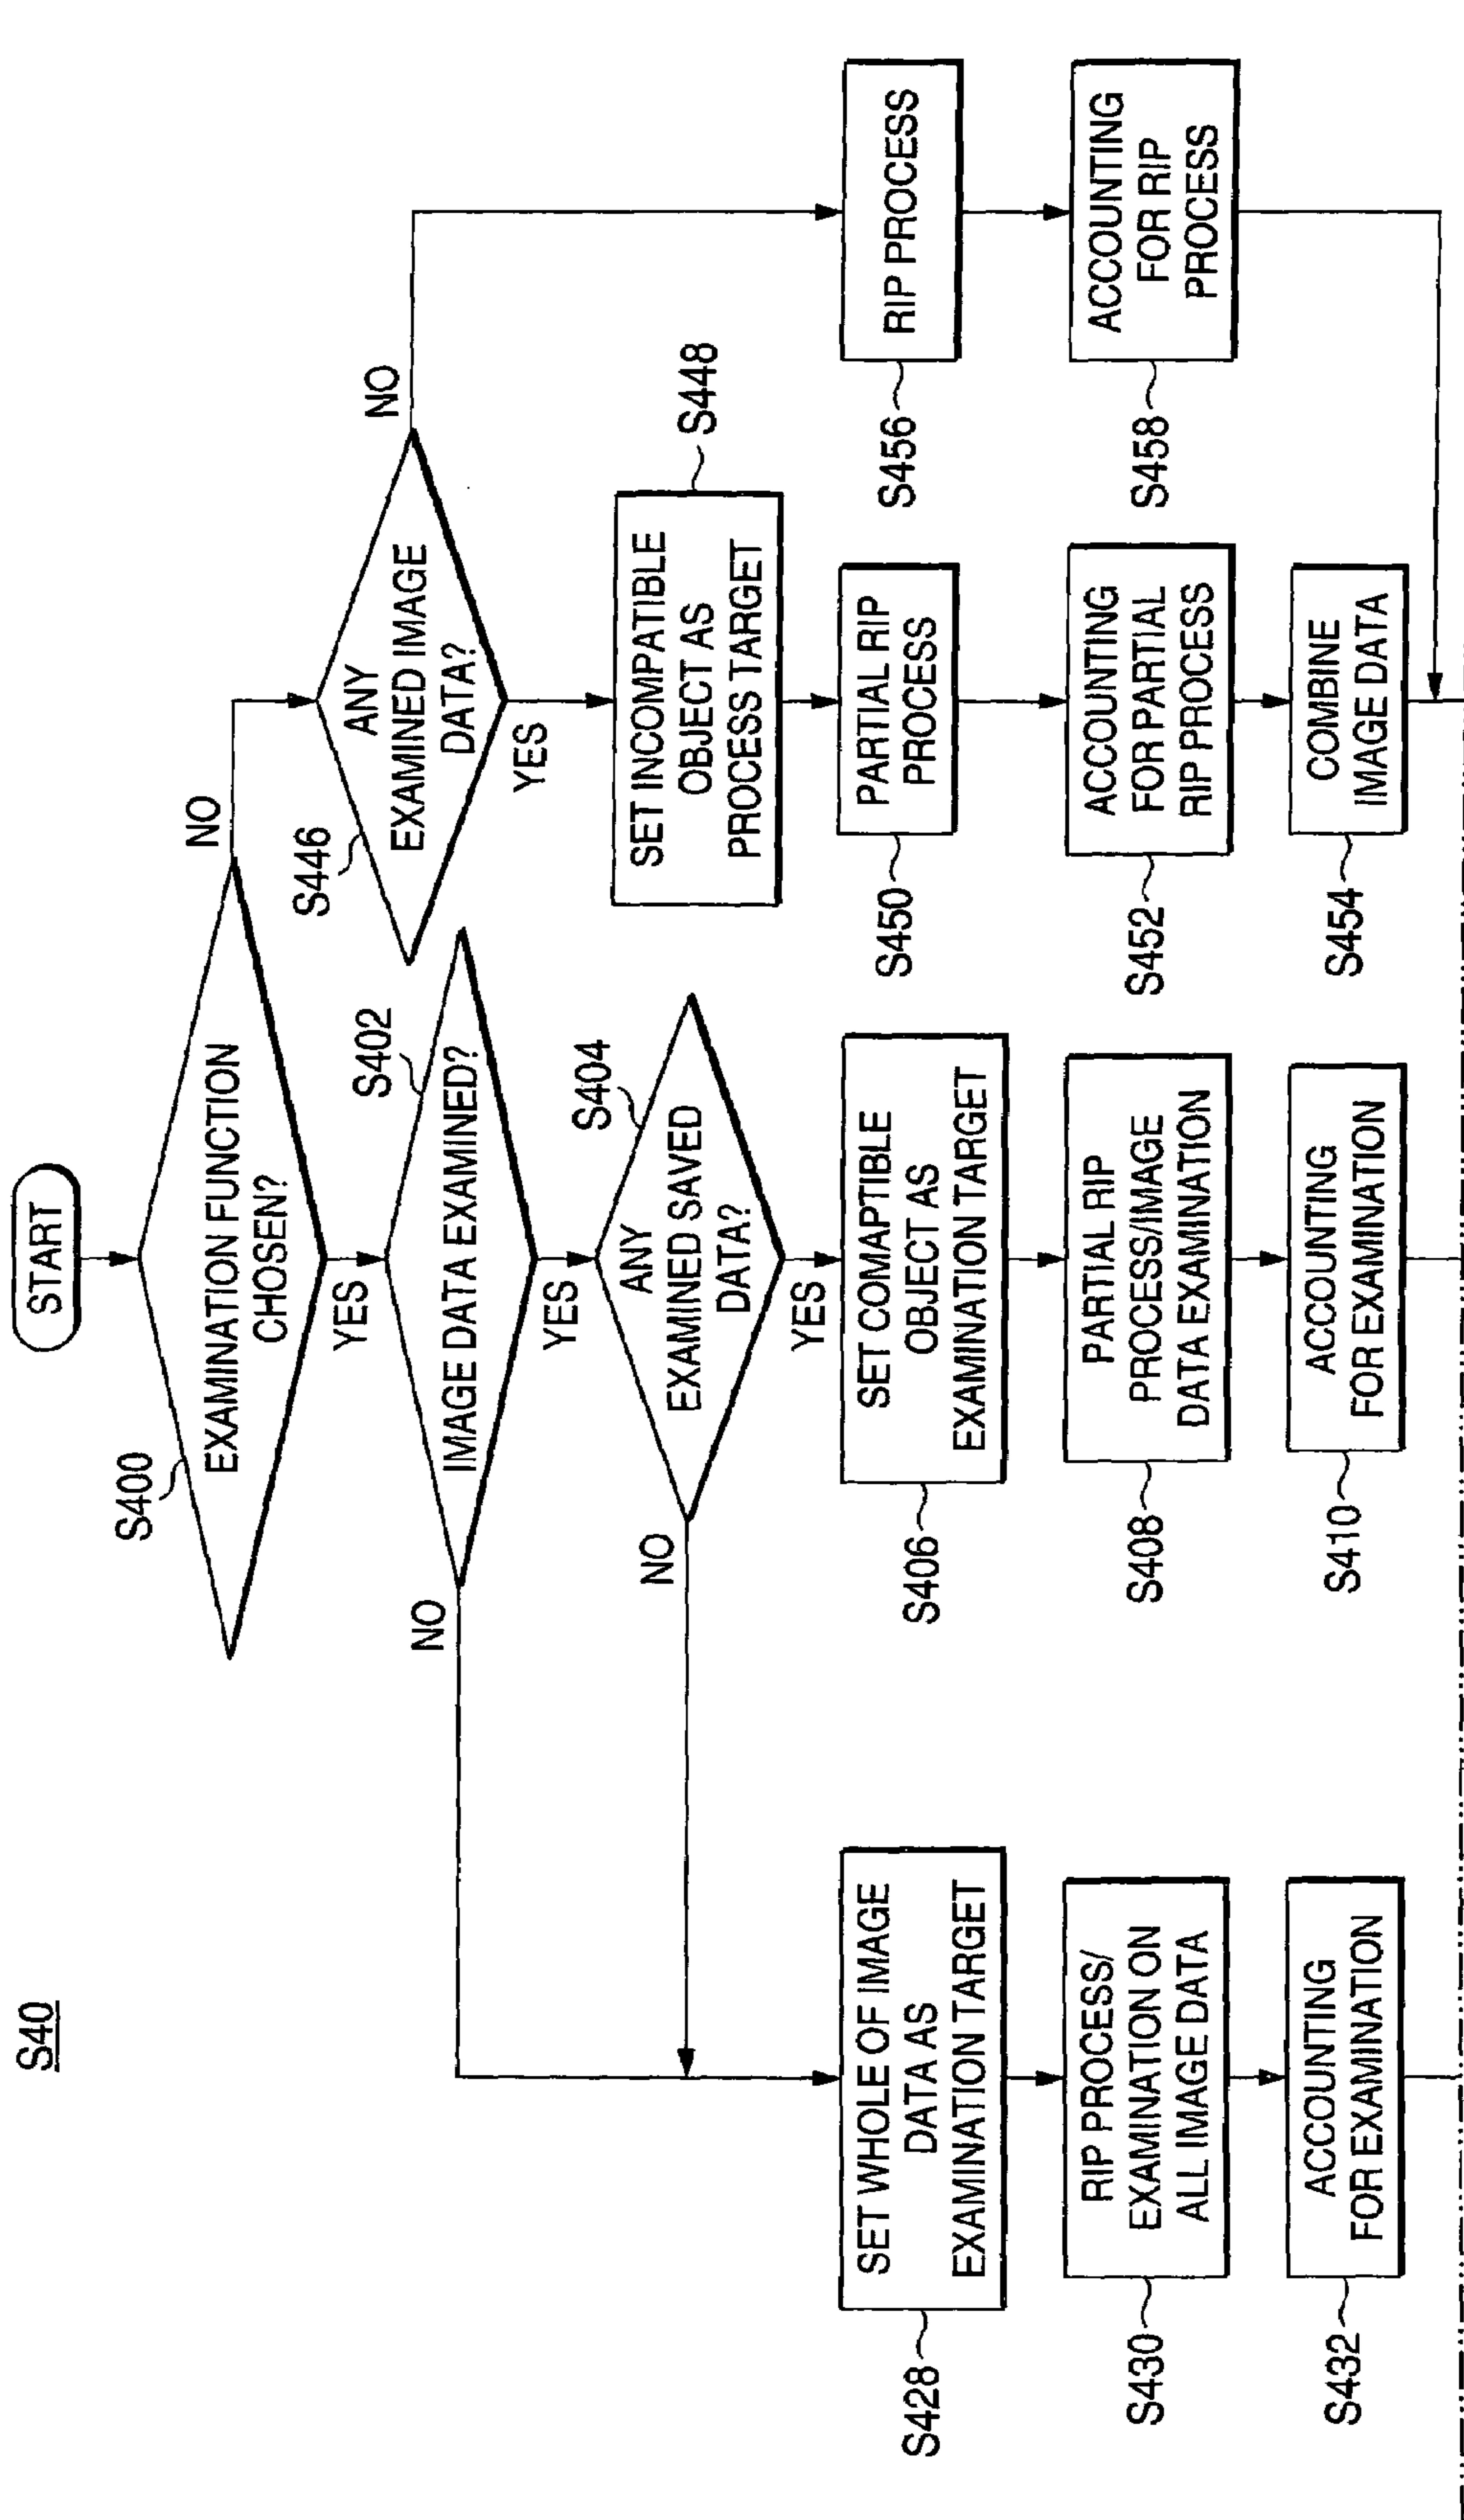 S40
START
S400
EXAMINATION FUNCTION
CHOSEN?
NO
YES
S402
IMAGE DATA EXAMINED?
NO
YES
S404
ANY
EXAMINED SAVED
DATA?
NO
YES
S446
ANY
EXAMINED IMAGE
DATA?
NO
YES
SET INCOMPATIBLE
OBJECT AS
PROCESS TARGET
S448
SET WHOLE OF IMAGE
DATA AS
EXAMINATION TARGET
S428
SET COMAPTIBLE
OBJECT AS
EXAMINATION TARGET
S406
PARTIAL RIP
PROCESS
S450
RIP PROCESS
S456
RIP PROCESS/
EXAMINATION ON
ALL IMAGE DATA
S430
PARTIAL RIP
PROCESS/IMAGE
DATA EXAMINATION
S408
ACCOUNTING
FOR PARTIAL
RIP PROCESS
S452
ACCOUNTING
FOR RIP
PROCESS
S458
ACCOUNTING
FOR EXAMINATION
S432
ACCOUNTING
FOR EXAMINATION
S410
COMBINE
IMAGE DATA
S454